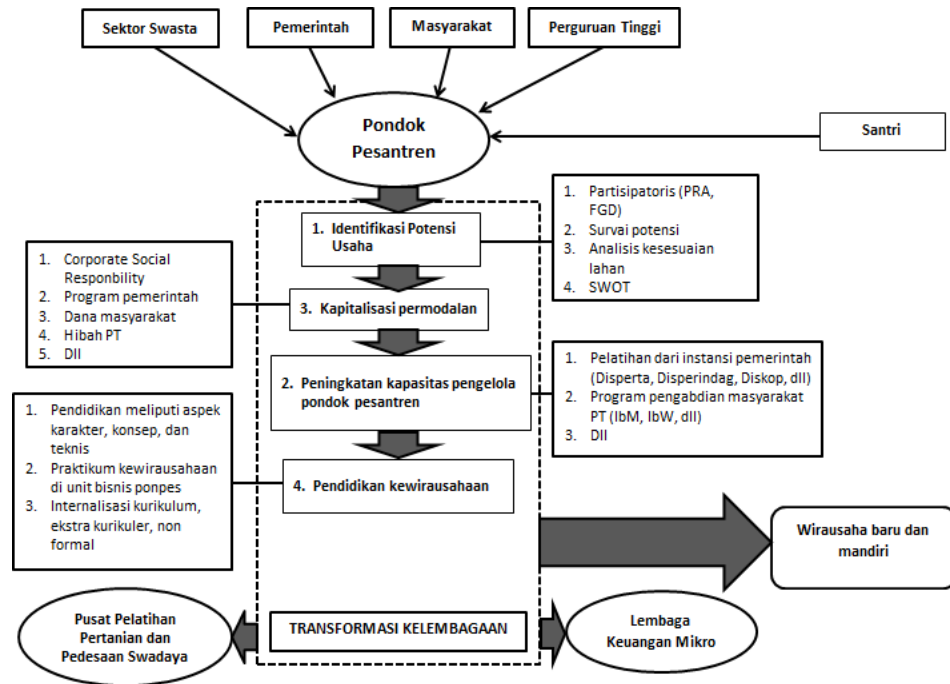 Sektor Swasta
Pemerintah
Masyarakat
Perguruan Tinggi
Pondok
Pesantren
Santri
1. Identifikasi Potensi
Usaha
1. Partisipatoris (PRA,
FGD)
2. Survai potensi
3. Analisis kesesuaian
lahan
4. SWOT
1. Corporate Social
Responbility
2. Program pemerintah
3. Dana masyarakat
4. Hibah PT
5. Dll
3. Kapitalisasi permodalan
2. Peningkatan kapasitas pengelola
pondok pesantren
1. Pelatihan dari instansi pemerintah
(Disperta, Disperindag, Diskop, dll)
2. Program pengabdian masyarakat
PT (IbM, IbW, dll)
3. Dll
1. Pendidikan meliputi aspek
karakter, konsep, dan
teknis
2. Praktikum kewirausahaan
di unit bisnis ponpes
3. Internalisasi kurikulum,
ekstra kurikuler, non
formal
4. Pendidikan kewirausahaan
Wirausaha baru dan
mandiri
Pusat Pelatihan
Pertanian dan
Pedesaan Swadaya
TRANSFORMASI KELEMBAGAAN
Lembaga
Keuangan Mikro